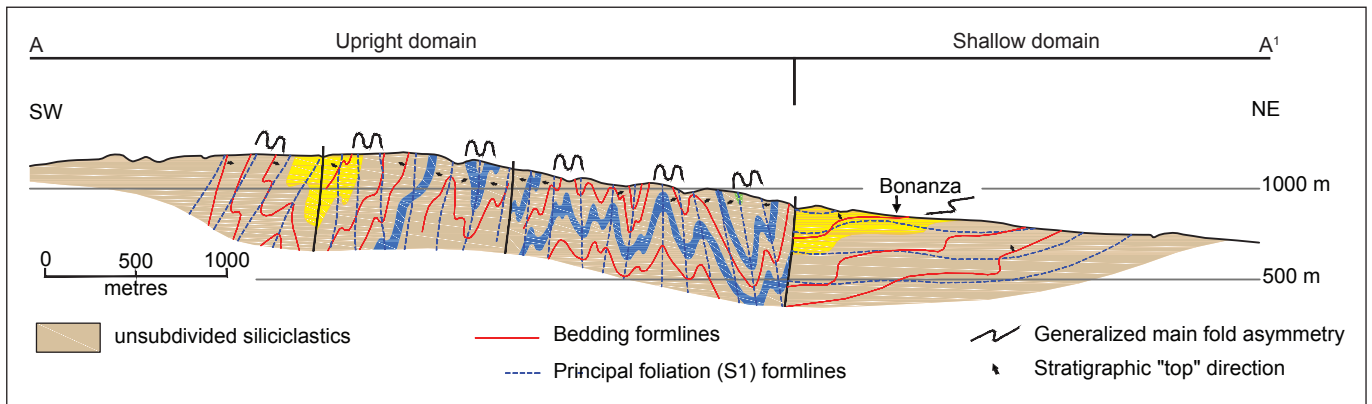 A Upright domain Shallow domain A¹
SW NE
Bonanza
1000 m
0 500 1000
500 m
metres
unsubdivided siliciclastics
Bedding formlines
Generalized main fold asymmetry
Principal foliation (S1) formlines
Stratigraphic "top" direction